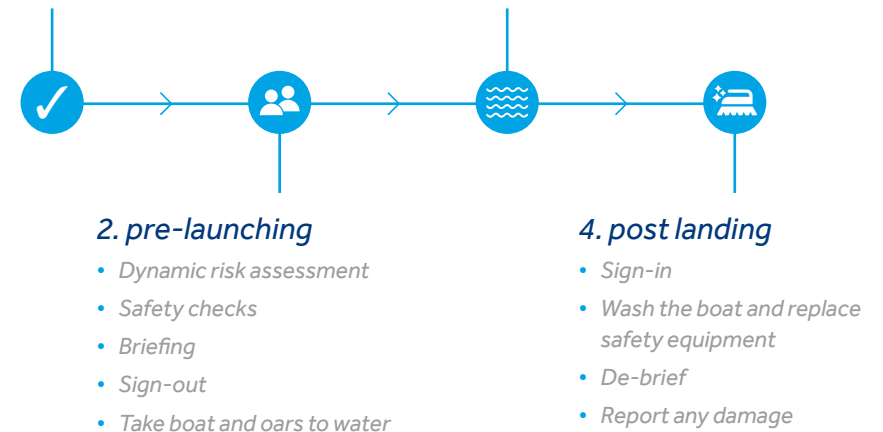 2. pre-launching
• Dynamic risk assessment
• Safety checks
• Briefing
• Sign-out
• Take boat and oars to water
4. post landing
• Sign-in
• Wash the boat and replace
safety equipment
• De-brief
• Report any damage